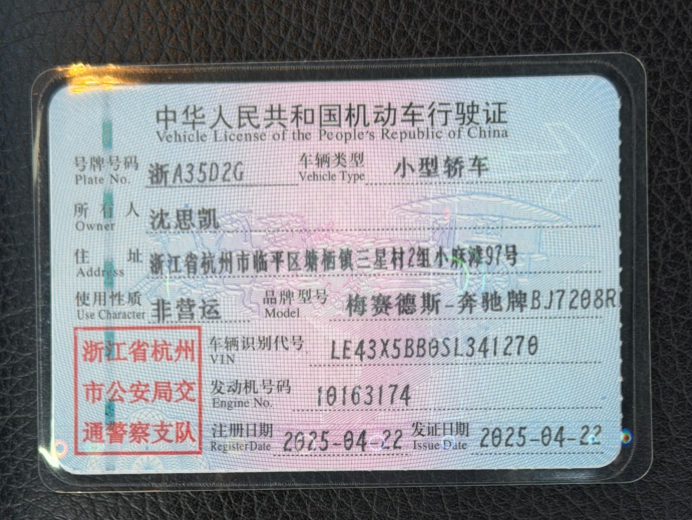 中华人民共和国机动车行驶证
Vehicle License of the People's Republic of China
号牌号码 浙A35D2G 车辆类型 小型轿车
Plate No. Vehicle Type
所有人 沈思凯
Owner
住址 浙江省杭州市临平区塘栖镇三星村2组小麻滩97号
Address
使用性质 非营运 品牌型号 梅赛德斯-奔驰牌BJ7208R
Use Character Model
浙江省杭州
市公安局交
通警察支队
车辆识别代号 LE43X5BB0SL341270
VIN
发动机号码 10163174
Engine No.
注册日期 2025-04-22 发证日期 2025-04-22
Register Date Issue Date